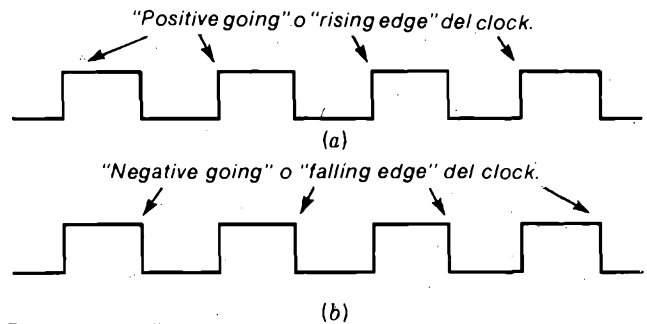 "Positive going" o "rising edge" del clock.
(a)
"Negative going" o "falling edge" del clock.
(b)